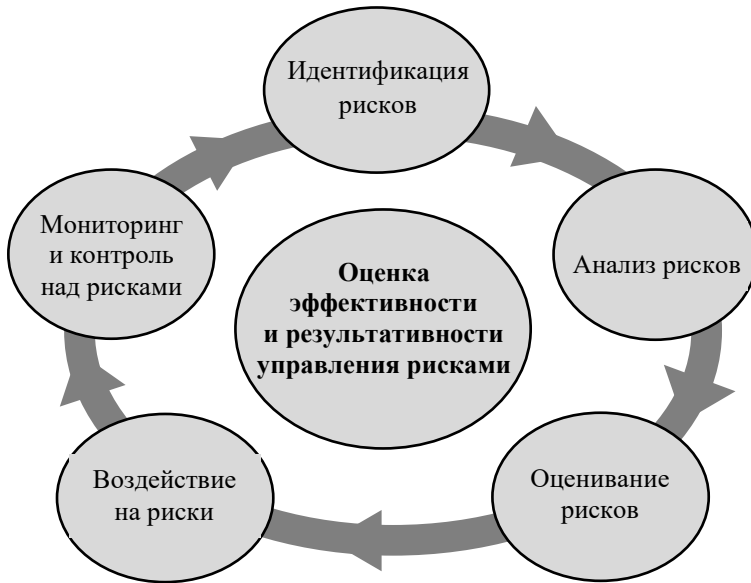 Идентификация
рисков
Анализ рисков
Оценивание
рисков
Воздействие
на риски
Мониторинг
и контроль
над рисками
Оценка
эффективности
и результативности
управления рисками